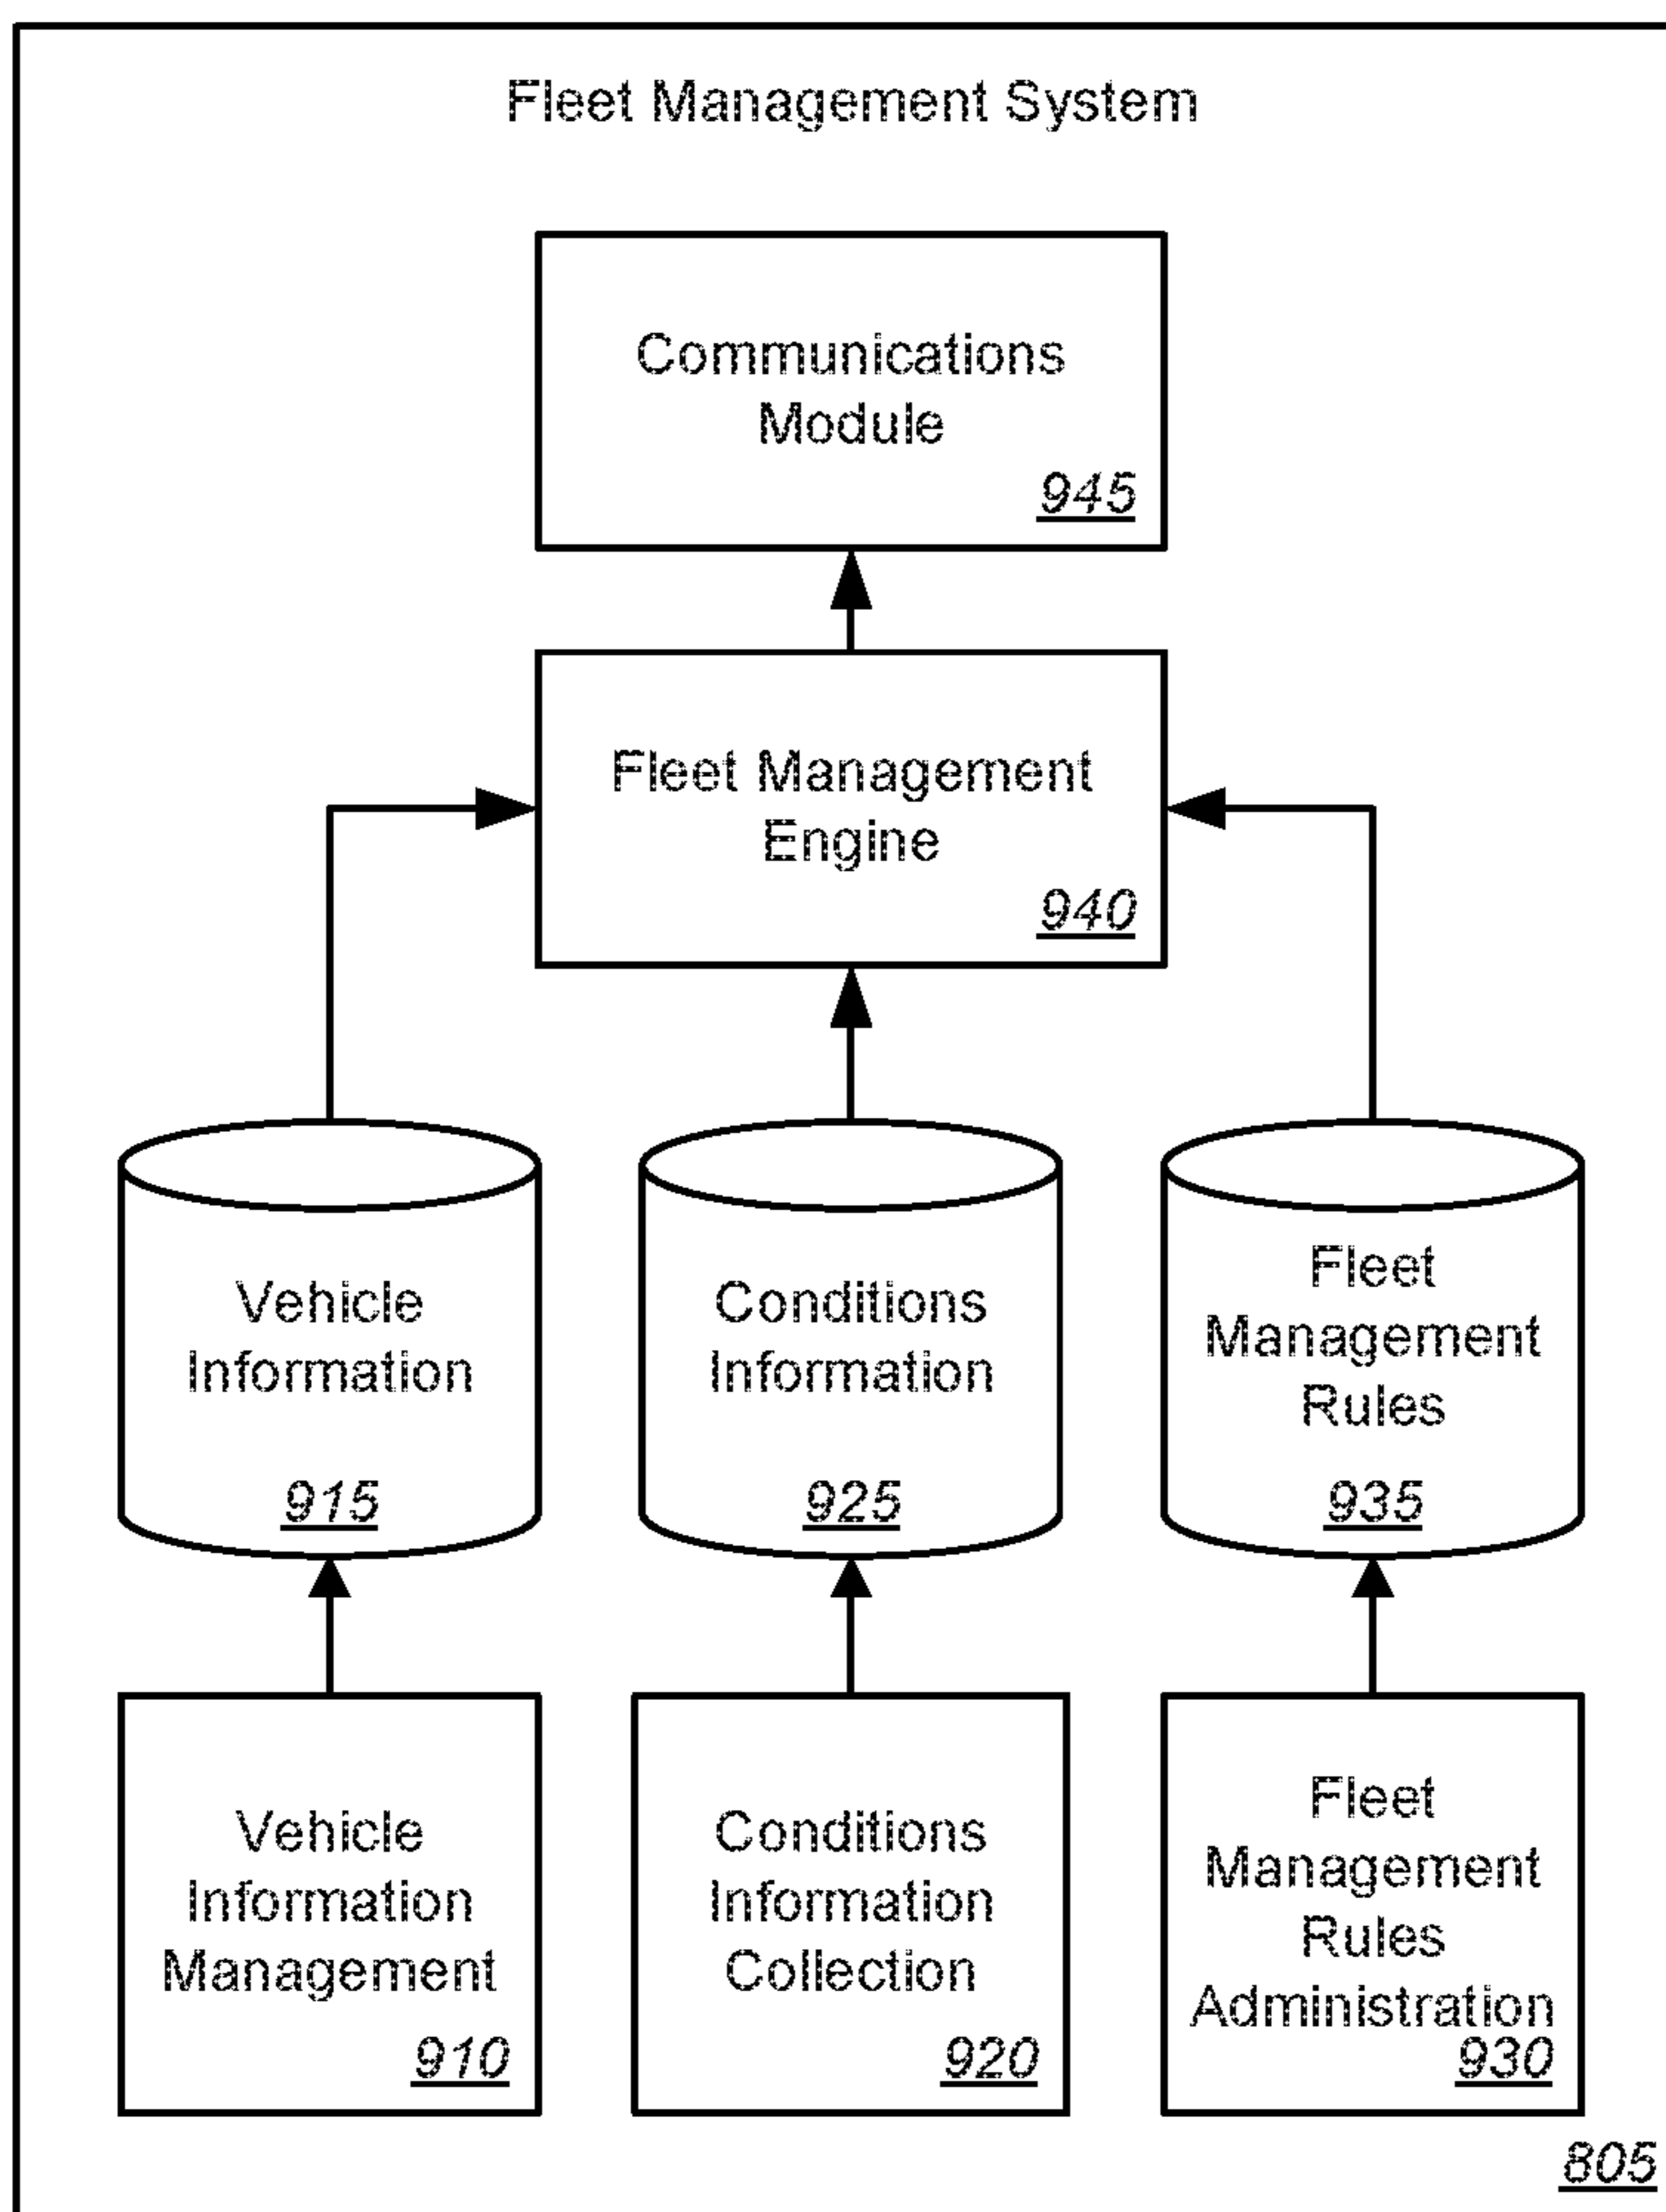 Fleet Management System
Communications
Module
945
Fleet Management
Engine
940
Vehicle
Information
915
Conditions
Information
925
Fleet
Management
Rules
935
Vehicle
Information
Management
910
Conditions
Information
Collection
920
Fleet
Management
Rules
Administration
930
805